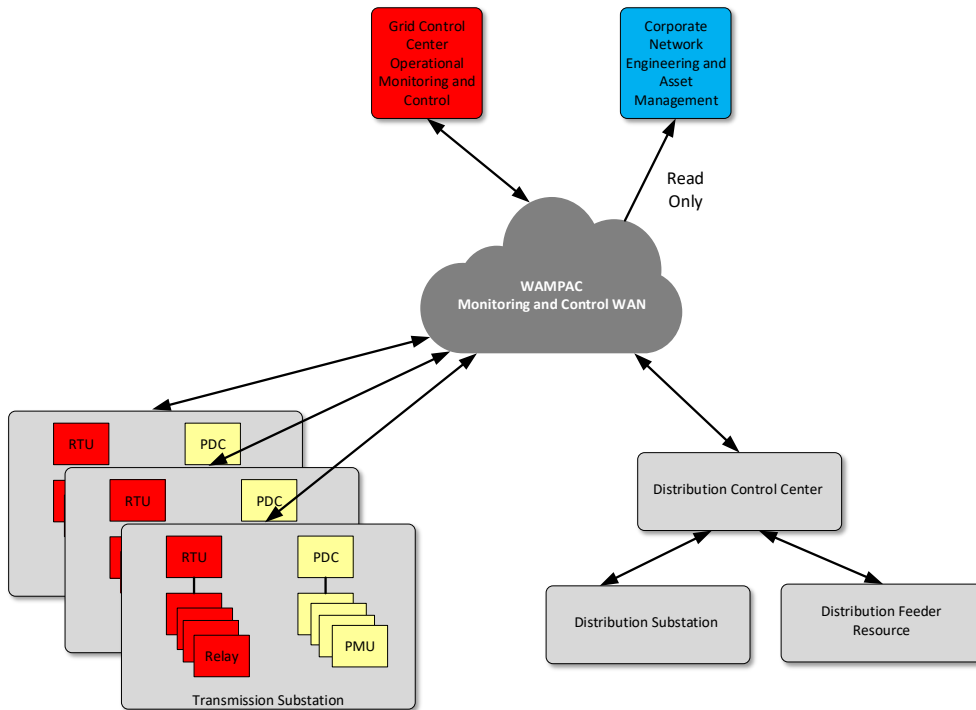 Grid Control
Center
Operational
Monitoring and
Control
Corporate
Network
Engineering and
Asset
Management
Read
Only
WAMPAC
Monitoring and Control WAN
RTU
PDC
RTU
PDC
RTU
PDC
Relay
PMU
Transmission Substation
Distribution Control Center
Distribution Substation
Distribution Feeder
Resource